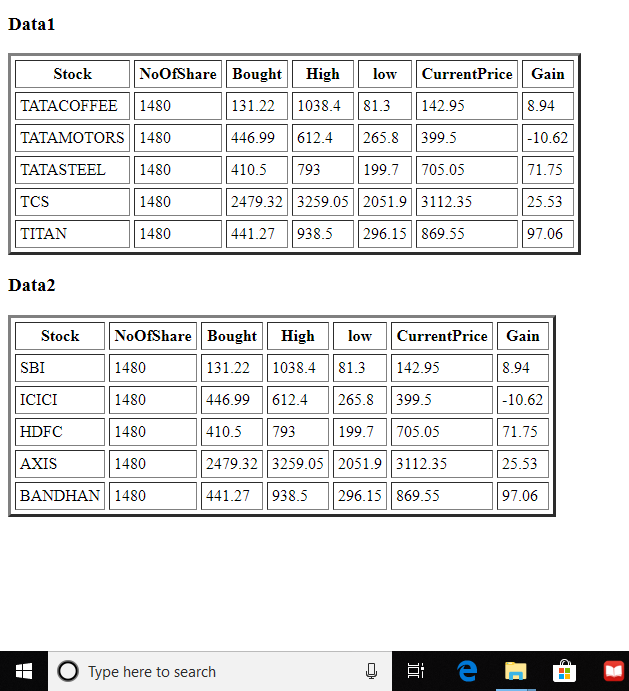 Data1
Stock NoOfShare Bought High low CurrentPrice Gain
TATACOFFEE 1480 131.22 1038.4 81.3 142.95 8.94
TATAMOTORS 1480 446.99 612.4 265.8 399.5 -10.62
TATASTEEL 1480 410.5 793 199.7 705.05 71.75
TCS 1480 2479.32 3259.05 2051.9 3112.35 25.53
TITAN 1480 441.27 938.5 296.15 869.55 97.06
Data2
Stock NoOfShare Bought High low CurrentPrice Gain
SBI 1480 131.22 1038.4 81.3 142.95 8.94
ICICI 1480 446.99 612.4 265.8 399.5 -10.62
HDFC 1480 410.5 793 199.7 705.05 71.75
AXIS 1480 2479.32 3259.05 2051.9 3112.35 25.53
BANDHAN 1480 441.27 938.5 296.15 869.55 97.06
Type here to search